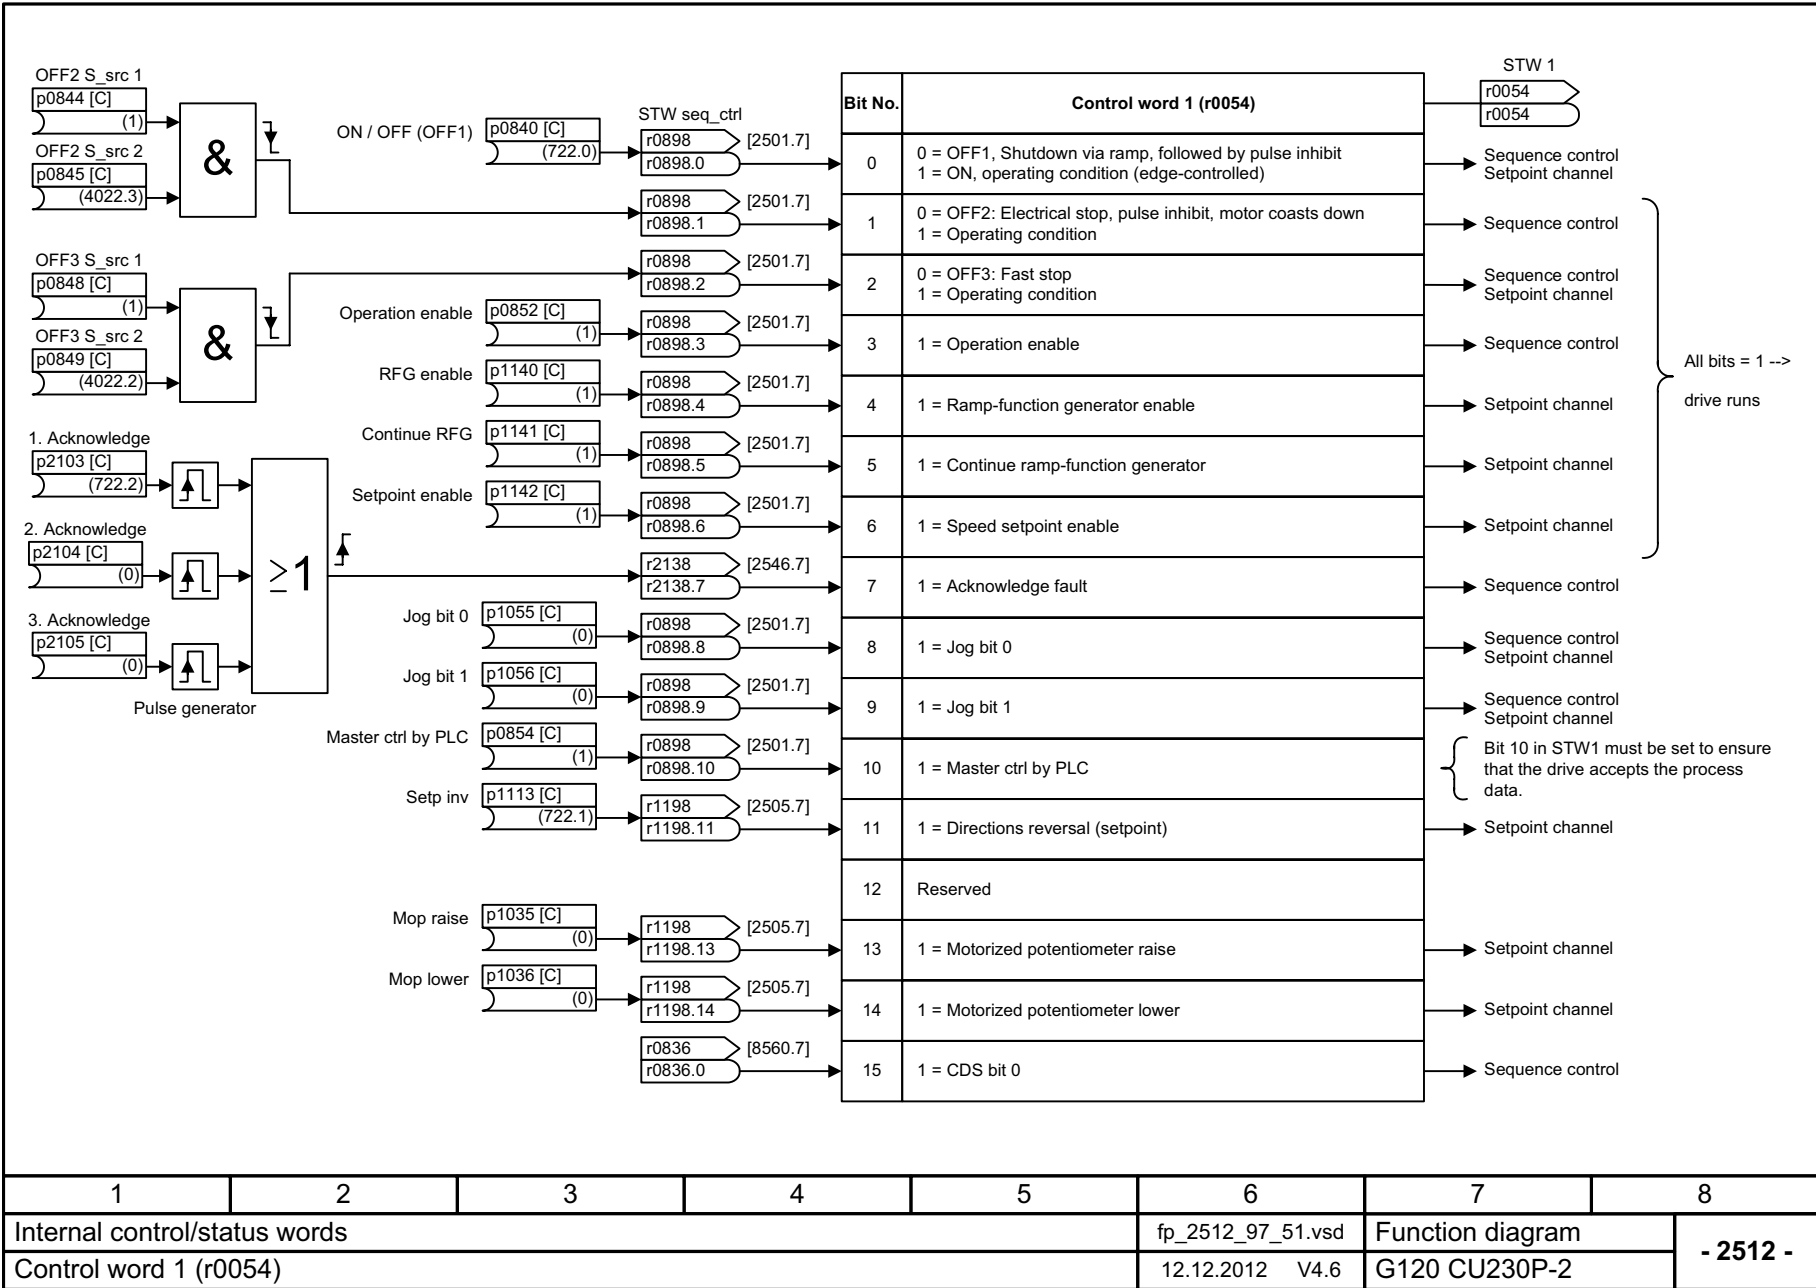 OFF2 S_src 1
p0844 [C]
(1)
OFF2 S_src 2
p0845 [C]
(4022.3)
&
OFF3 S_src 1
p0848 [C]
(1)
OFF3 S_src 2
p0849 [C]
(4022.2)
&
1. Acknowledge
p2103 [C]
(722.2)
2. Acknowledge
p2104 [C]
(0)
3. Acknowledge
p2105 [C]
(0)
Pulse generator
≥1
ON / OFF (OFF1)
p0840 [C]
(722.0)
Operation enable
p0852 [C]
(1)
RFG enable
p1140 [C]
(1)
Continue RFG
p1141 [C]
(1)
Setpoint enable
p1142 [C]
(1)
Jog bit 0
p1055 [C]
(0)
Jog bit 1
p1056 [C]
(0)
Master ctrl by PLC
p0854 [C]
(1)
Setp inv
p1113 [C]
(722.1)
Mop raise
p1035 [C]
(0)
Mop lower
p1036 [C]
(0)
STW seq_ctrl
r0898 [2501.7]
r0898.0
r0898 [2501.7]
r0898.1
r0898 [2501.7]
r0898.2
r0898 [2501.7]
r0898.3
r0898 [2501.7]
r0898.4
r0898 [2501.7]
r0898.5
r0898 [2501.7]
r0898.6
r2138 [2546.7]
r2138.7
r0898 [2501.7]
r0898.8
r0898 [2501.7]
r0898.9
r0898 [2501.7]
r0898.10
r1198 [2505.7]
r1198.11
r1198 [2505.7]
r1198.13
r1198 [2505.7]
r1198.14
r0836 [8560.7]
r0836.0
Bit No. Control word 1 (r0054)
0 0 = OFF1, Shutdown via ramp, followed by pulse inhibit
1 = ON, operating condition (edge-controlled)
1 0 = OFF2: Electrical stop, pulse inhibit, motor coasts down
1 = Operating condition
2 0 = OFF3: Fast stop
1 = Operating condition
3 1 = Operation enable
4 1 = Ramp-function generator enable
5 1 = Continue ramp-function generator
6 1 = Speed setpoint enable
7 1 = Acknowledge fault
8 1 = Jog bit 0
9 1 = Jog bit 1
10 1 = Master ctrl by PLC
11 1 = Directions reversal (setpoint)
12 Reserved
13 1 = Motorized potentiometer raise
14 1 = Motorized potentiometer lower
15 1 = CDS bit 0
STW 1
r0054
r0054
Sequence control
Setpoint channel
Sequence control
Sequence control
Setpoint channel
Sequence control
Setpoint channel
Setpoint channel
Setpoint channel
All bits = 1 -->
drive runs
Sequence control
Sequence control
Setpoint channel
Sequence control
Setpoint channel
Bit 10 in STW1 must be set to ensure
that the drive accepts the process
data.
Setpoint channel
Setpoint channel
Setpoint channel
Sequence control
1 2 3 4 5 6 7 8
Internal control/status words fp_2512_97_51.vsd Function diagram
- 2512 -
Control word 1 (r0054) 12.12.2012 V4.6 G120 CU230P-2